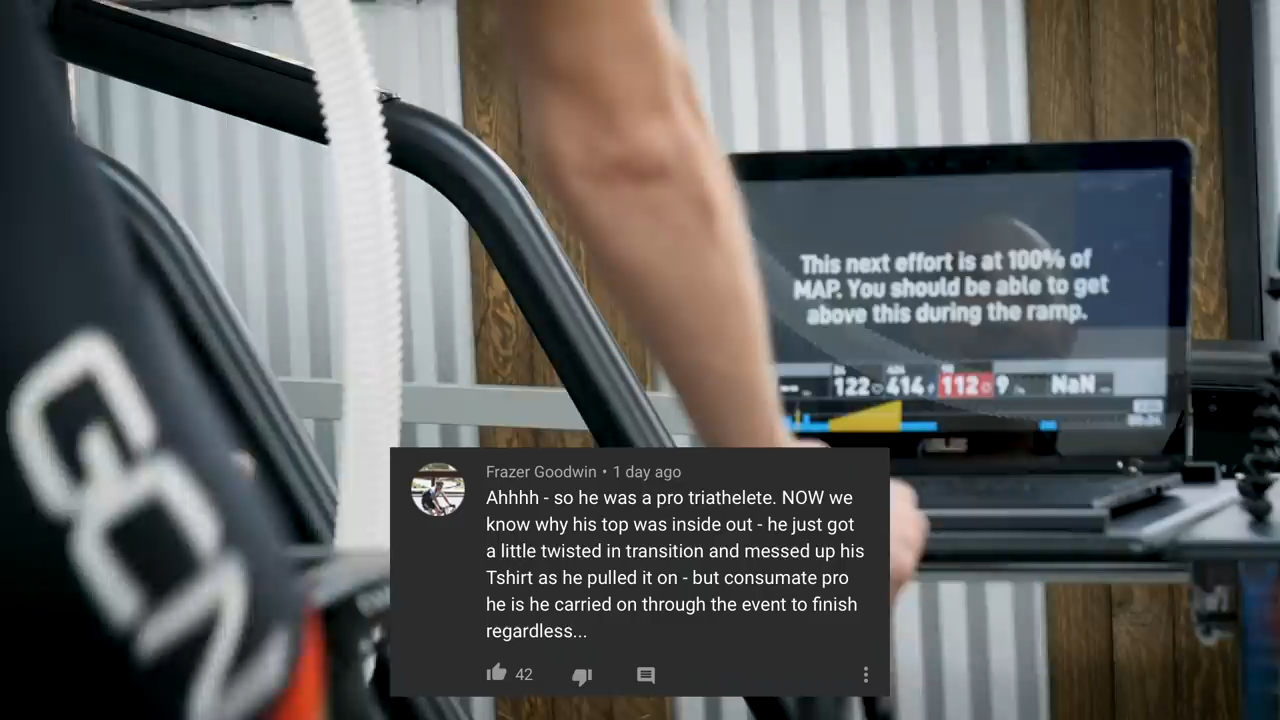 This next effort is at 100% of
MAP. You should be able to get
above this during the ramp.
122 414 112 9 NaN
GCN
Frazer Goodwin • 1 day ago
Ahhhh - so he was a pro triathelete. NOW we
know why his top was inside out - he just got
a little twisted in transition and messed up his
Tshirt as he pulled it on - but consumate pro
he is he carried on through the event to finish
regardless...
42